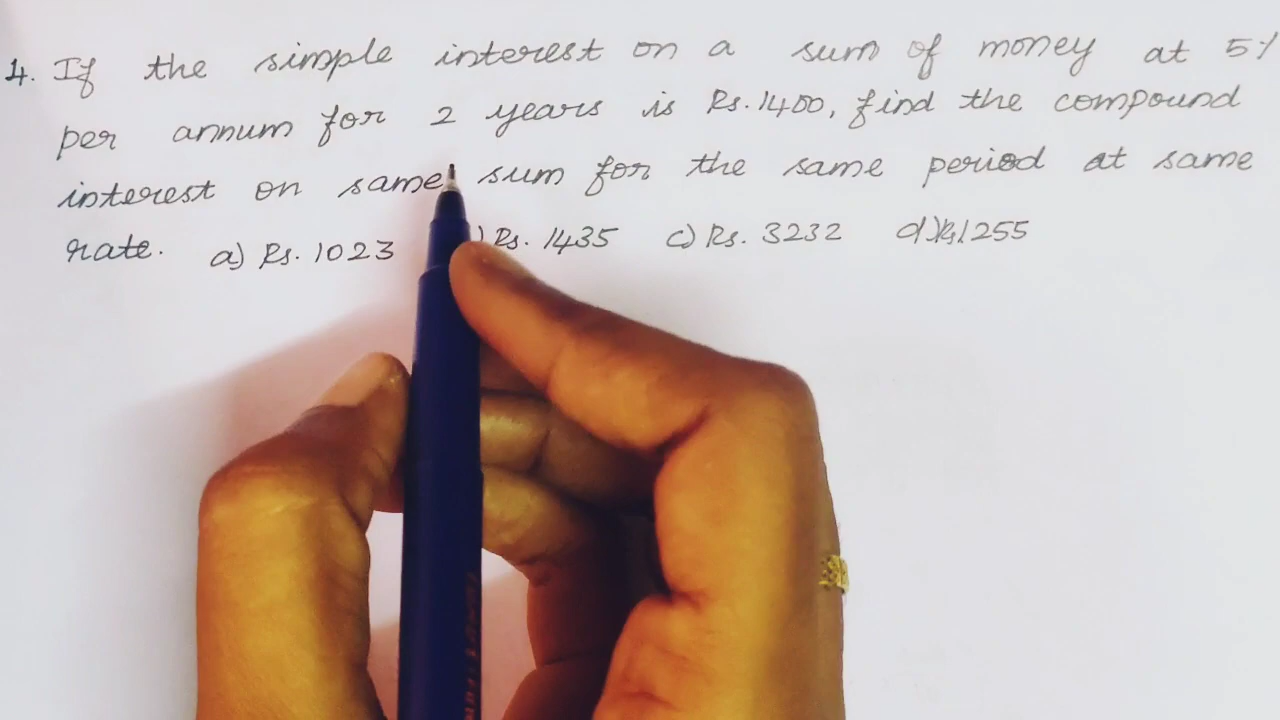 4. If the simple interest on a sum of money at 5%
per annum for 2 years is Rs.1400, find the compound
interest on same sum for the same period at same
rate. a) Rs. 1023 ) Rs. 1435 c) Rs. 3232 d) Rs.1255